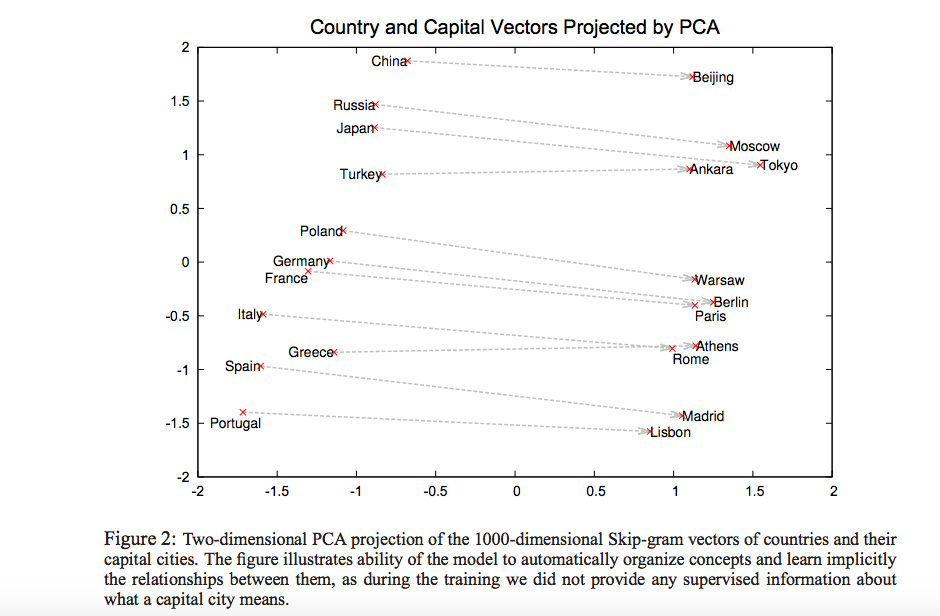 Country and Capital Vectors Projected by PCA
2
China
Beijing
1.5
Russia
Japan
Moscow
1
Tokyo
Turkey
Ankara
0.5
Poland
0
Germany
France
Warsaw
Berlin
-0.5
Italy
Paris
Greece
Athens
Rome
-1
Spain
Madrid
-1.5
Portugal
Lisbon
-2
-2 -1.5 -1 -0.5 0 0.5 1 1.5 2
Figure 2: Two-dimensional PCA projection of the 1000-dimensional Skip-gram vectors of countries and their
capital cities. The figure illustrates ability of the model to automatically organize concepts and learn implicitly
the relationships between them, as during the training we did not provide any supervised information about
what a capital city means.